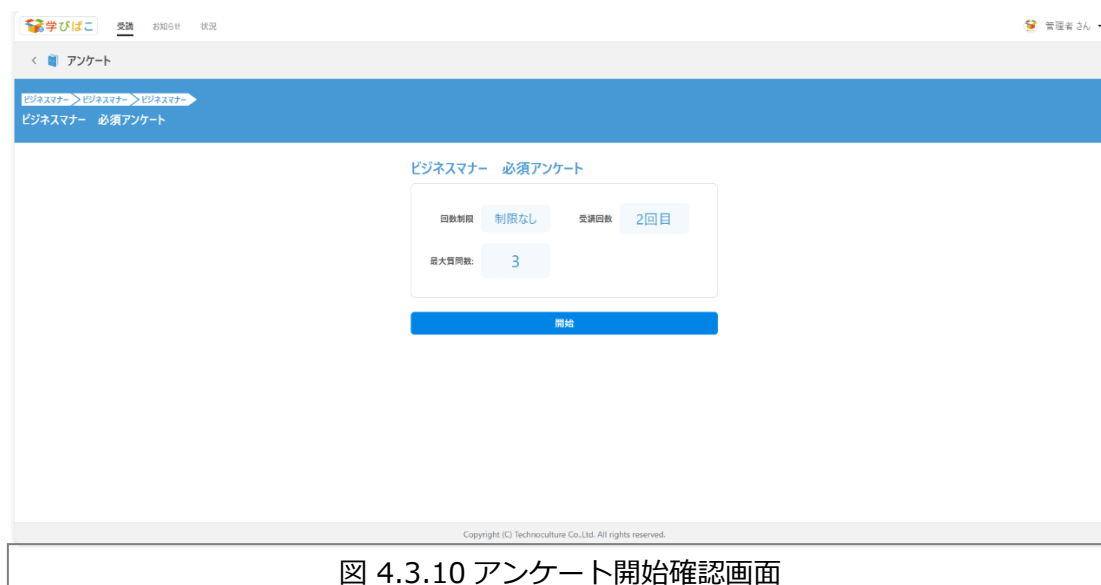 学びばこ 受講 お知らせ 状況 管理者 さん
アンケート
ビジネスマナー ビジネスマナー ビジネスマナー
ビジネスマナー 必須アンケート
ビジネスマナー 必須アンケート
回数制限 制限なし 受講回数 2回目
最大質問数: 3
開始
Copyright (C) Technoculture Co.,Ltd. All rights reserved.
図 4.3.10 アンケート開始確認画面